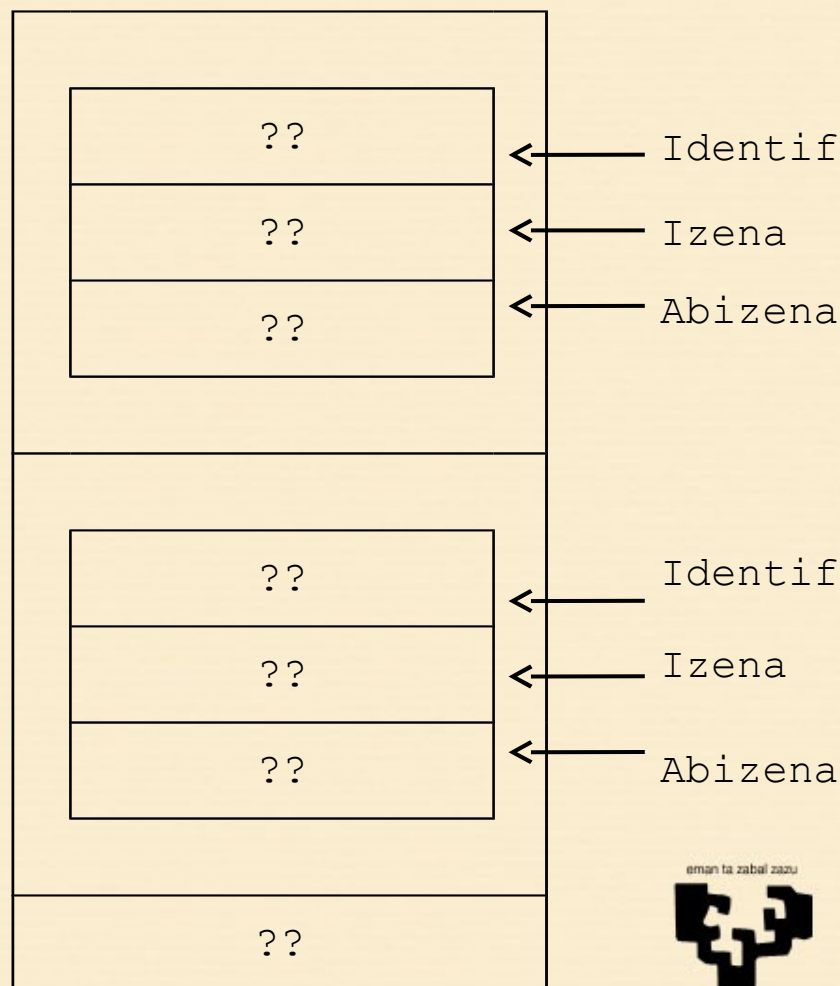 ?? Identif
?? Izena
?? Abizena
?? Identif
?? Izena
?? Abizena
eman ta zabal zazu
??